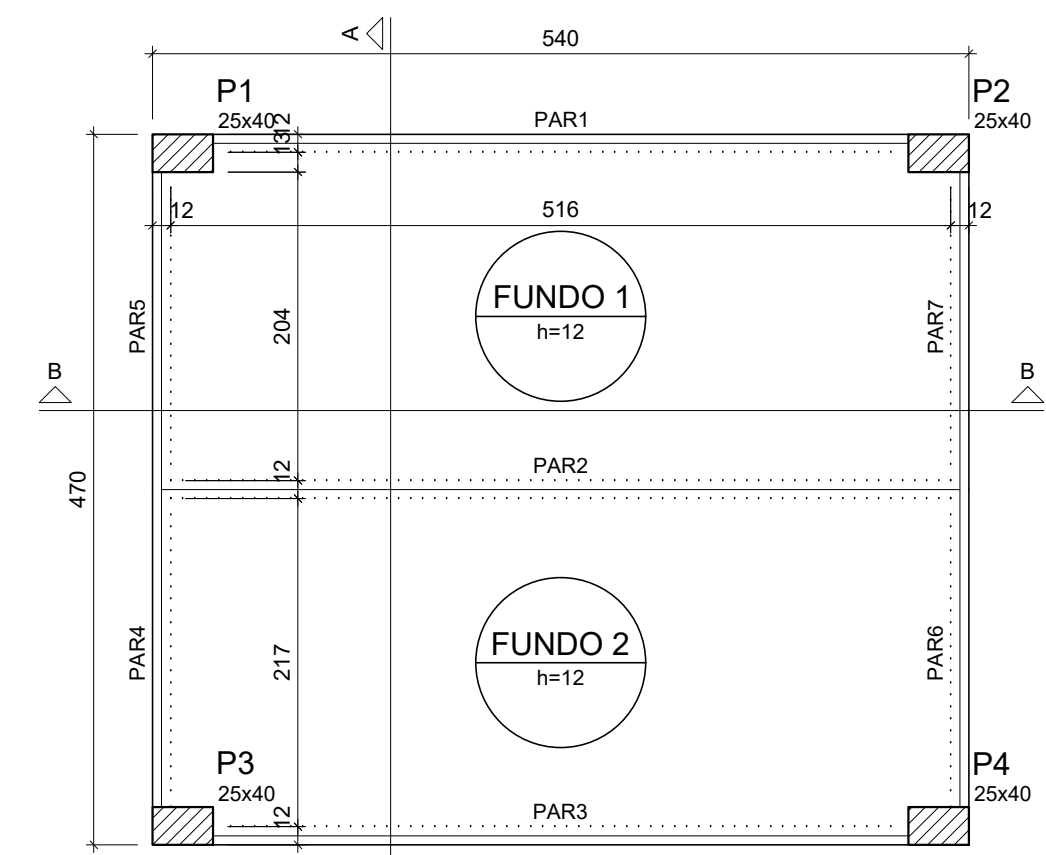 A
540
P1
25x40
12
13
PAR1
P2
25x40
12
516
12
FUNDO 1
h=12
PAR5
204
PAR7
B
B
470
12
PAR2
FUNDO 2
h=12
PAR4
217
PAR6
P3
25x40
12
PAR3
P4
25x40